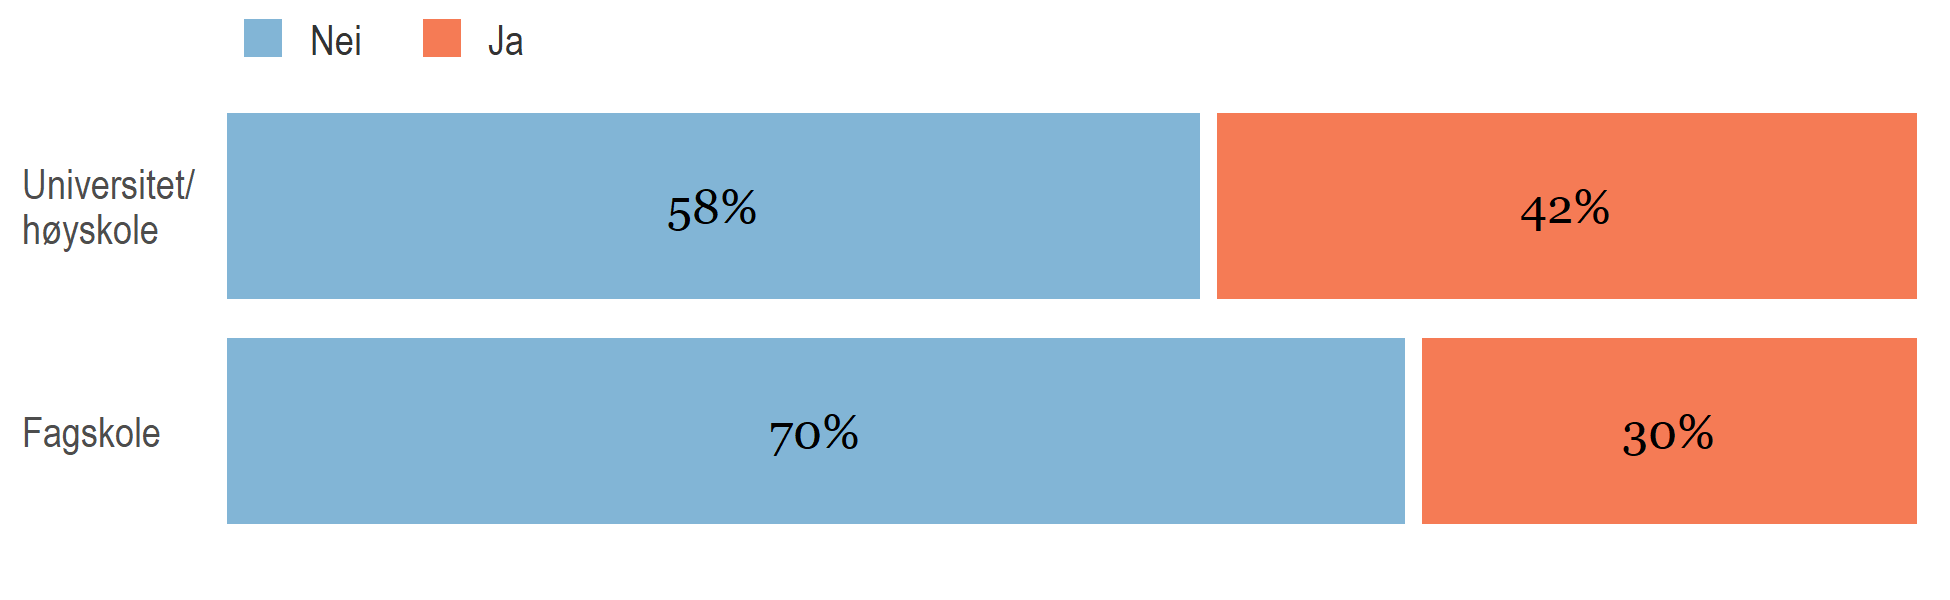 Nei Ja
Universitet/
høyskole
58% 42%
Fagskole
70% 30%